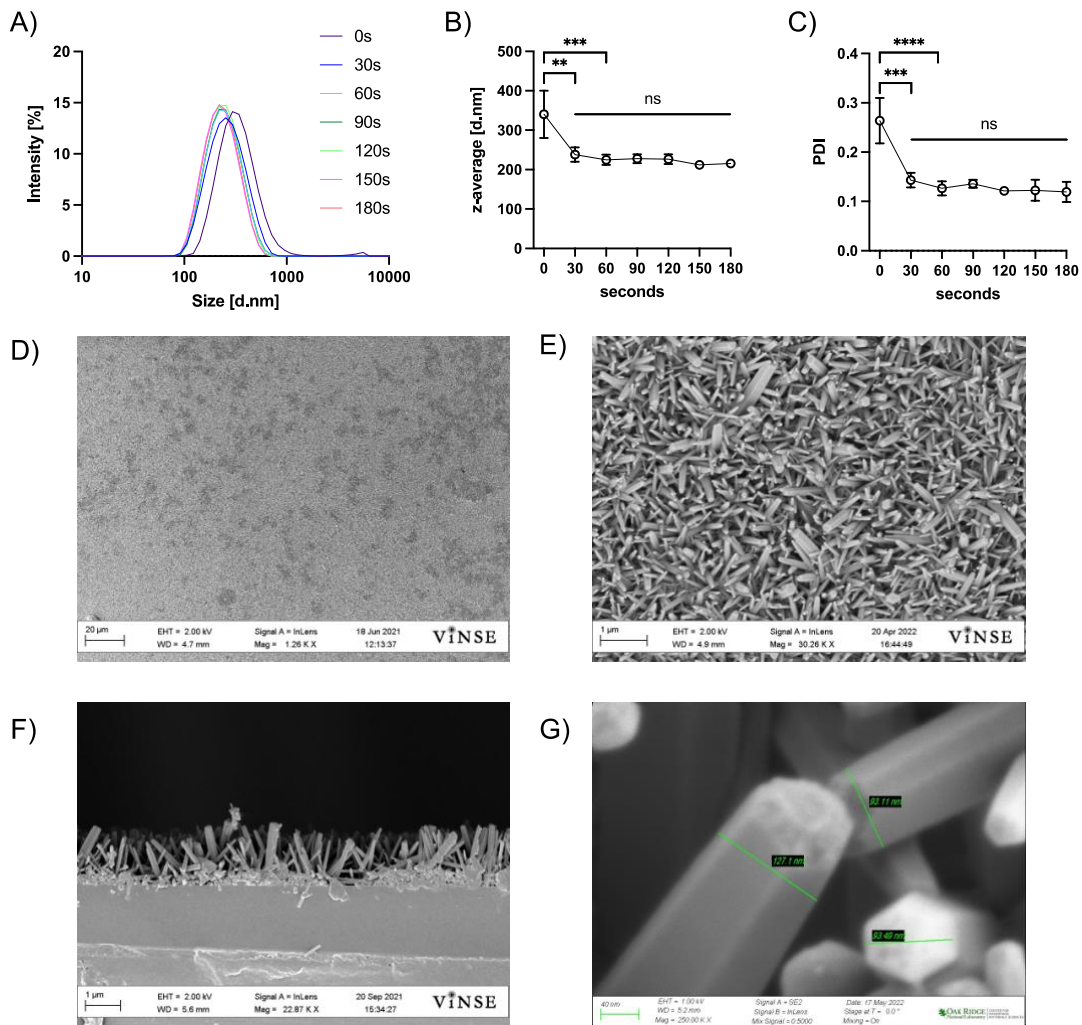 A)
0s
30s
60s
90s
120s
150s
180s
Intensity [%]
20
15
10
5
0
10
100
1000
10000
Size [d.nm]
B)
***
**
ns
z-average [d.nm]
500
400
300
200
100
0
0
30
60
90
120
150
180
seconds
C)
****
***
ns
PDI
0.4
0.3
0.2
0.1
0.0
0
30
60
90
120
150
180
seconds
D)
20 µm
EHT = 2.00 kV
WD = 4.7 mm
Signal A = InLens
Mag = 1.26 K X
18 Jun 2021
12:13:37
ViNSE
E)
1 µm
EHT = 2.00 kV
WD = 4.9 mm
Signal A = InLens
Mag = 30.26 K X
20 Apr 2022
16:44:49
ViNSE
F)
1 µm
EHT = 2.00 kV
WD = 5.6 mm
Signal A = InLens
Mag = 22.87 K X
20 Sep 2021
15:34:27
ViNSE
G)
93.11 nm
127.1 nm
93.49 nm
40 nm
EHT = 1.00 kV
WD = 5.2 mm
Mag = 250.00 K X
Signal A = SE2
Signal B = InLens
Mix Signal = 0.5000
Date: 17 May 2022
Stage at T = 0.0 °
Mixing = On
OAK RIDGE
National Laboratory